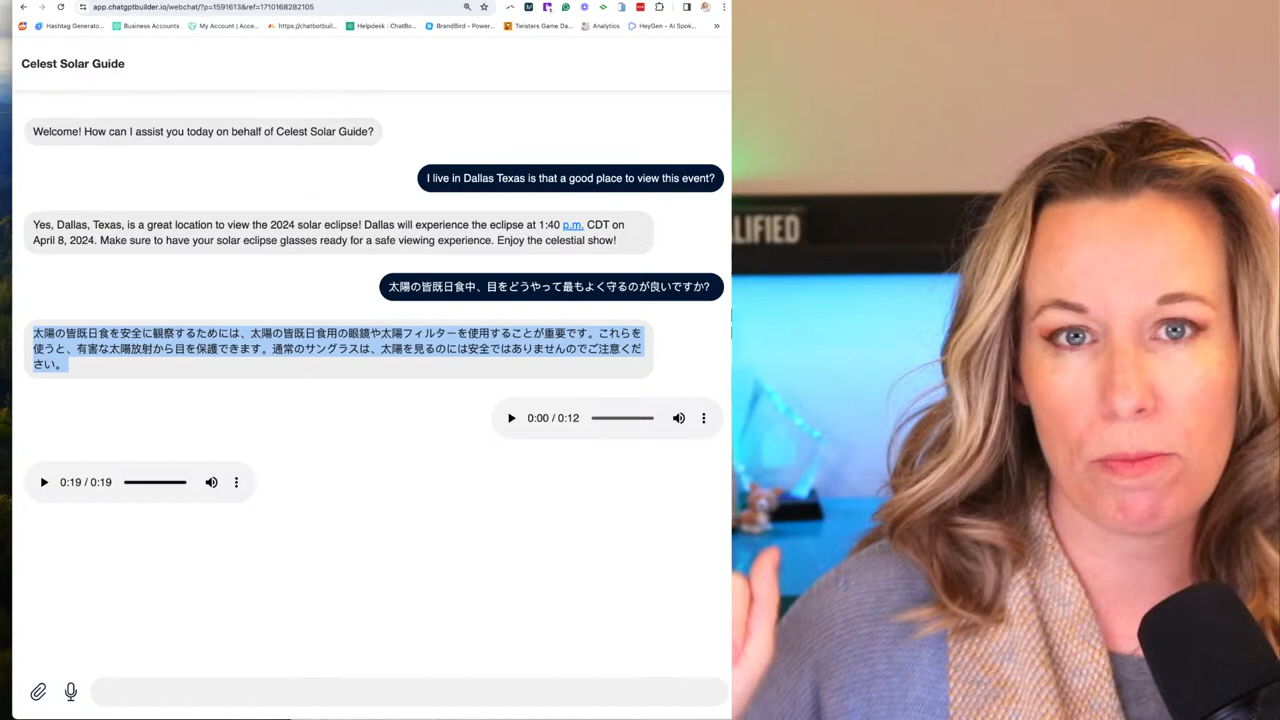 app.chatgptbuilder.io/webchat/?p=1591613&ref=1710168282105
Hashtag Generato...
Business Accounts
My Account | Acce...
https://chatbotbuil...
Helpdesk : ChatBo...
BrandBird – Power...
Twisters Game Da...
Analytics
HeyGen - AI Spok...
»
Celest Solar Guide
Welcome! How can I assist you today on behalf of Celest Solar Guide?
I live in Dallas Texas is that a good place to view this event?
Yes, Dallas, Texas, is a great location to view the 2024 solar eclipse! Dallas will experience the eclipse at 1:40 p.m. CDT on
April 8, 2024. Make sure to have your solar eclipse glasses ready for a safe viewing experience. Enjoy the celestial show!
太陽の皆既日食中、目をどうやって最もよく守るのが良いですか?
太陽の皆既日食を安全に観察するためには、太陽の皆既日食用の眼鏡や太陽フィルターを使用することが重要です。これらを
使うと、有害な太陽放射から目を保護できます。通常のサングラスは、太陽を見るのには安全ではありませんのでご注意くだ
さい。
0:00 / 0:12
0:19 / 0:19
LIFIED